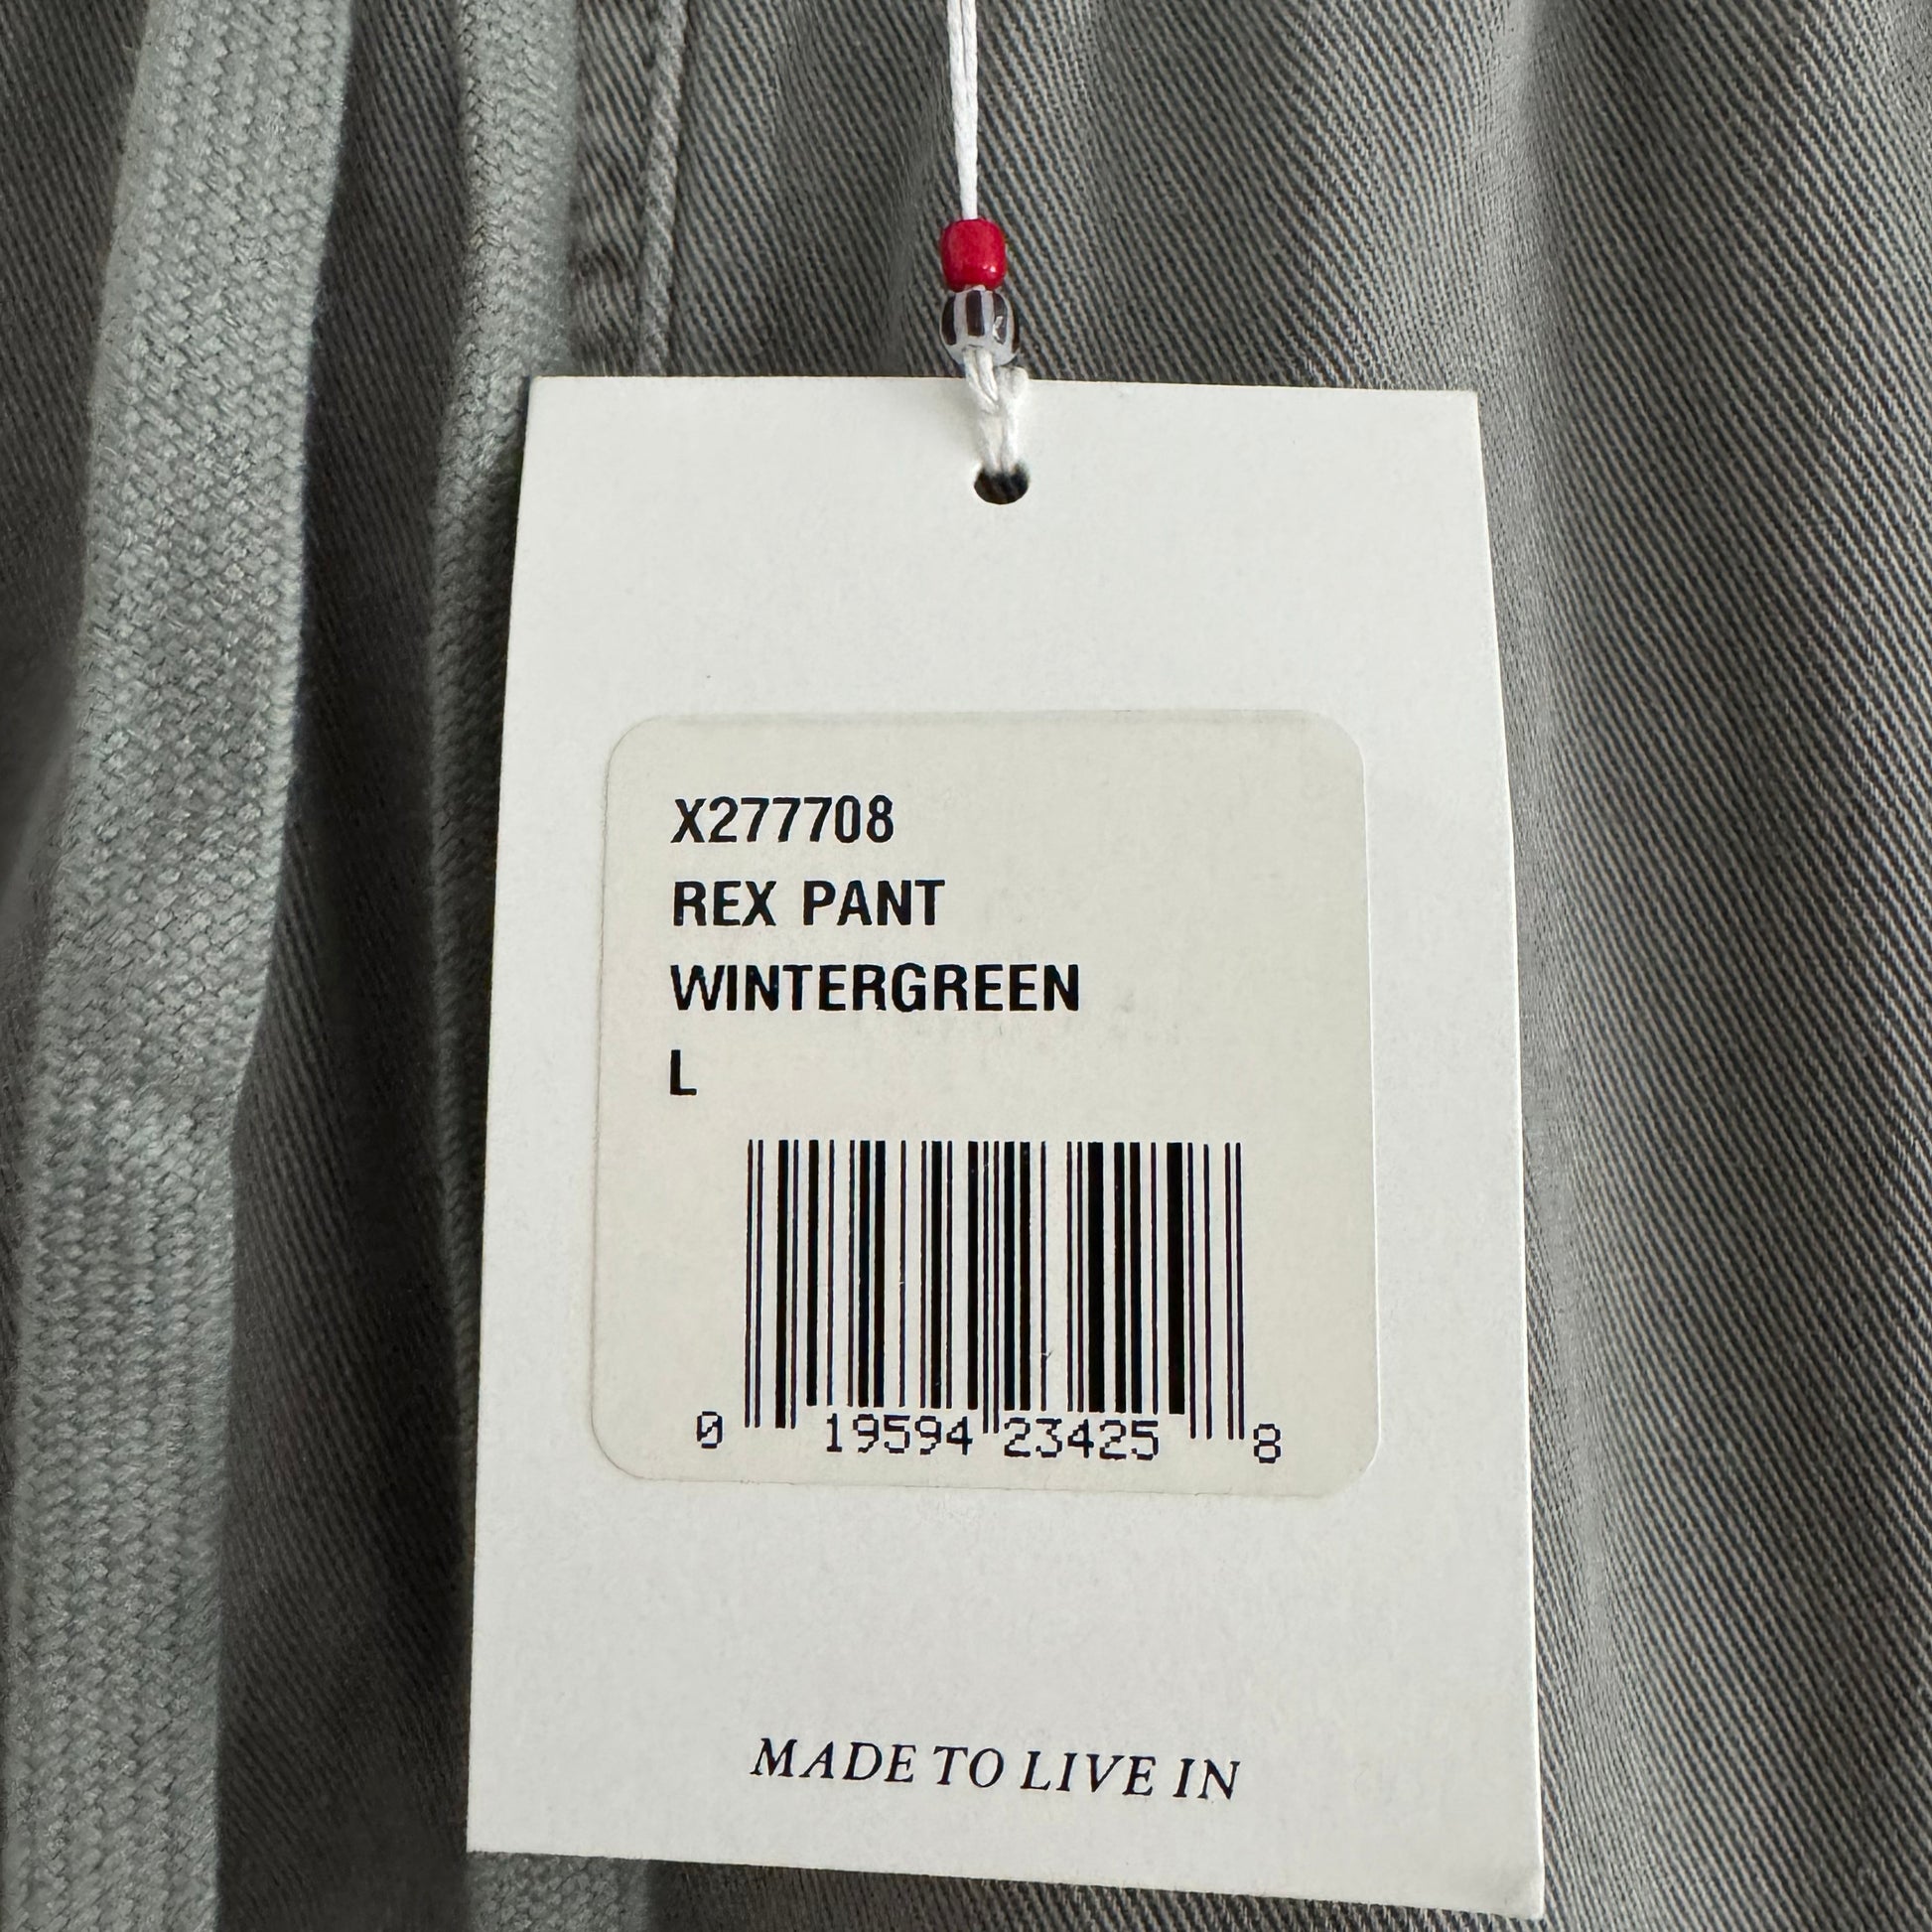 X277708
REX PANT
WINTERGREEN
L
0 19594 23425 8
MADE TO LIVE IN